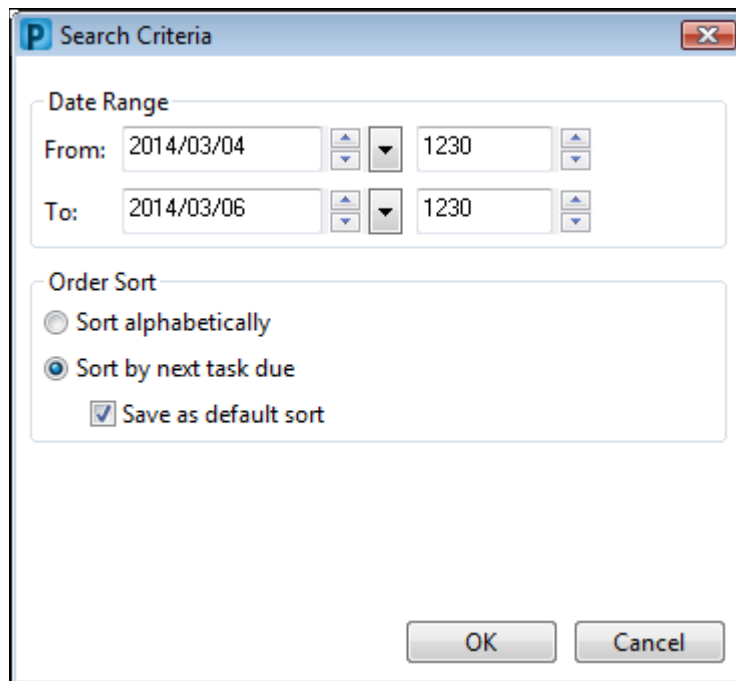 P Search Criteria
Date Range
From: 2014/03/04 1230
To: 2014/03/06 1230
Order Sort
Sort alphabetically
Sort by next task due
Save as default sort
OK Cancel